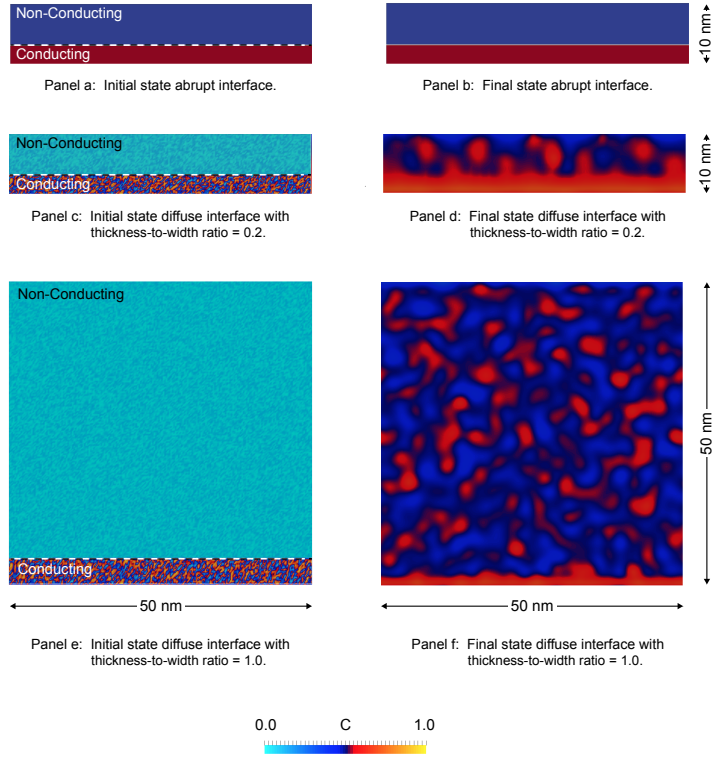 Non-Conducting
Conducting
10 nm
Panel a: Initial state abrupt interface.
Panel b: Final state abrupt interface.
Non-Conducting
Conducting
10 nm
Panel c: Initial state diffuse interface with
thickness-to-width ratio = 0.2.
Panel d: Final state diffuse interface with
thickness-to-width ratio = 0.2.
Non-Conducting
Conducting
50 nm
50 nm
50 nm
Panel e: Initial state diffuse interface with
thickness-to-width ratio = 1.0.
Panel f: Final state diffuse interface with
thickness-to-width ratio = 1.0.
0.0 C 1.0